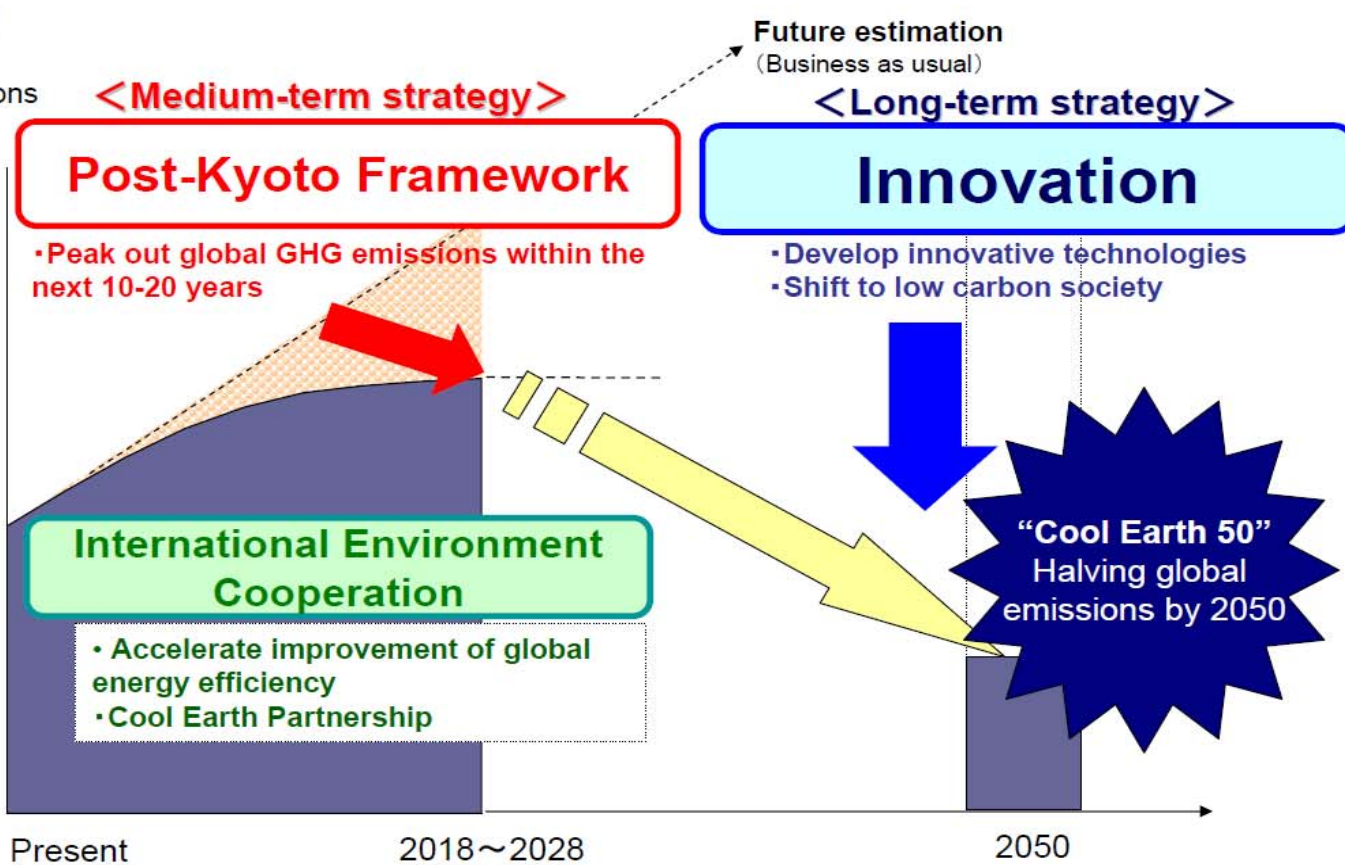 Future estimation
(Business as usual)
ons
＜Medium-term strategy＞
＜Long-term strategy＞
Post-Kyoto Framework
Innovation
・Peak out global GHG emissions within the
next 10-20 years
・Develop innovative technologies
・Shift to low carbon society
International Environment
Cooperation
• Accelerate improvement of global
energy efficiency
・Cool Earth Partnership
“Cool Earth 50”
Halving global
emissions by 2050
Present
2018～2028
2050